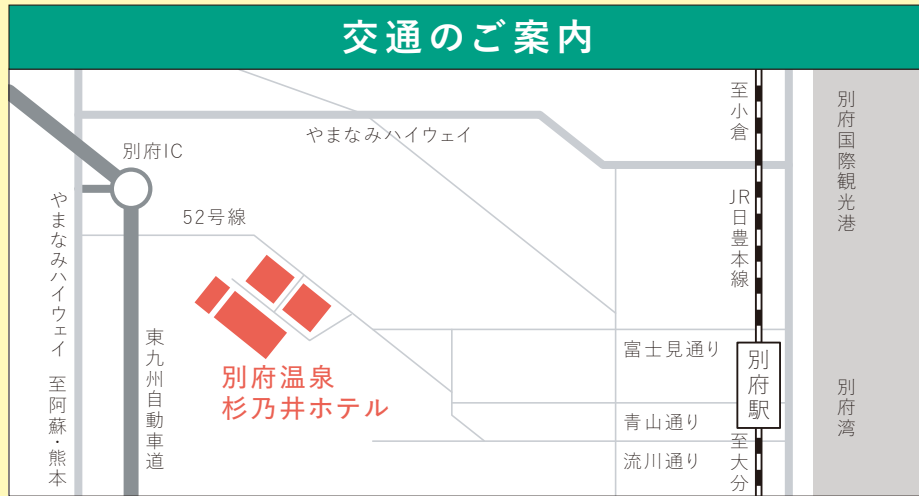 交通のご案内
やまなみハイウェイ
別府IC
52号線
やまなみハイウェイ 至阿蘇・熊本
東九州自動車道
別府温泉
杉乃井ホテル
至小倉
JR日豊本線
別府駅
至大分
富士見通り
青山通り
流川通り
別府国際観光港
別府湾